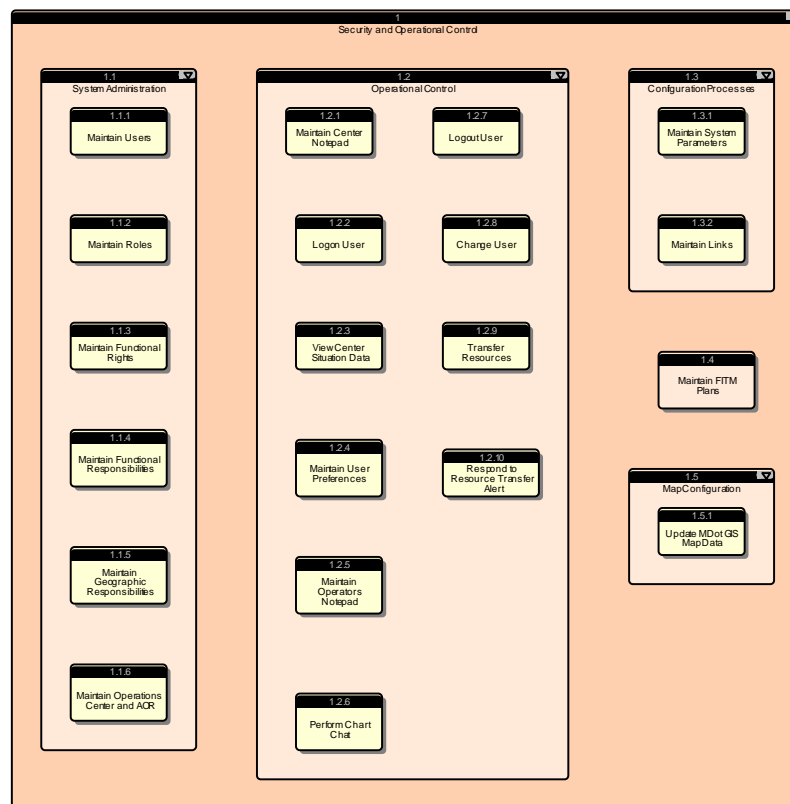 1
Security and Operational Control
1.1
System Administration
1.1.1
Maintain Users
1.1.2
Maintain Roles
1.1.3
Maintain Functional
Rights
1.1.4
Maintain Functional
Responsibilities
1.1.5
Maintain
Geographic
Responsibilities
1.1.6
Maintain Operations
Center and AOR
1.2
Operational Control
1.2.1
Maintain Center
Notepad
1.2.2
Logon User
1.2.3
View Center
Situation Data
1.2.4
Maintain User
Preferences
1.2.5
Maintain
Operators
Notepad
1.2.6
Perform Chart
Chat
1.2.7
Logout User
1.2.8
Change User
1.2.9
Transfer
Resources
1.2.10
Respond to
Resource Transfer
Alert
1.3
Configuration Processes
1.3.1
Maintain System
Parameters
1.3.2
Maintain Links
1.4
Maintain FITM
Plans
1.5
Map Configuration
1.5.1
Update MDot GIS
Map Data